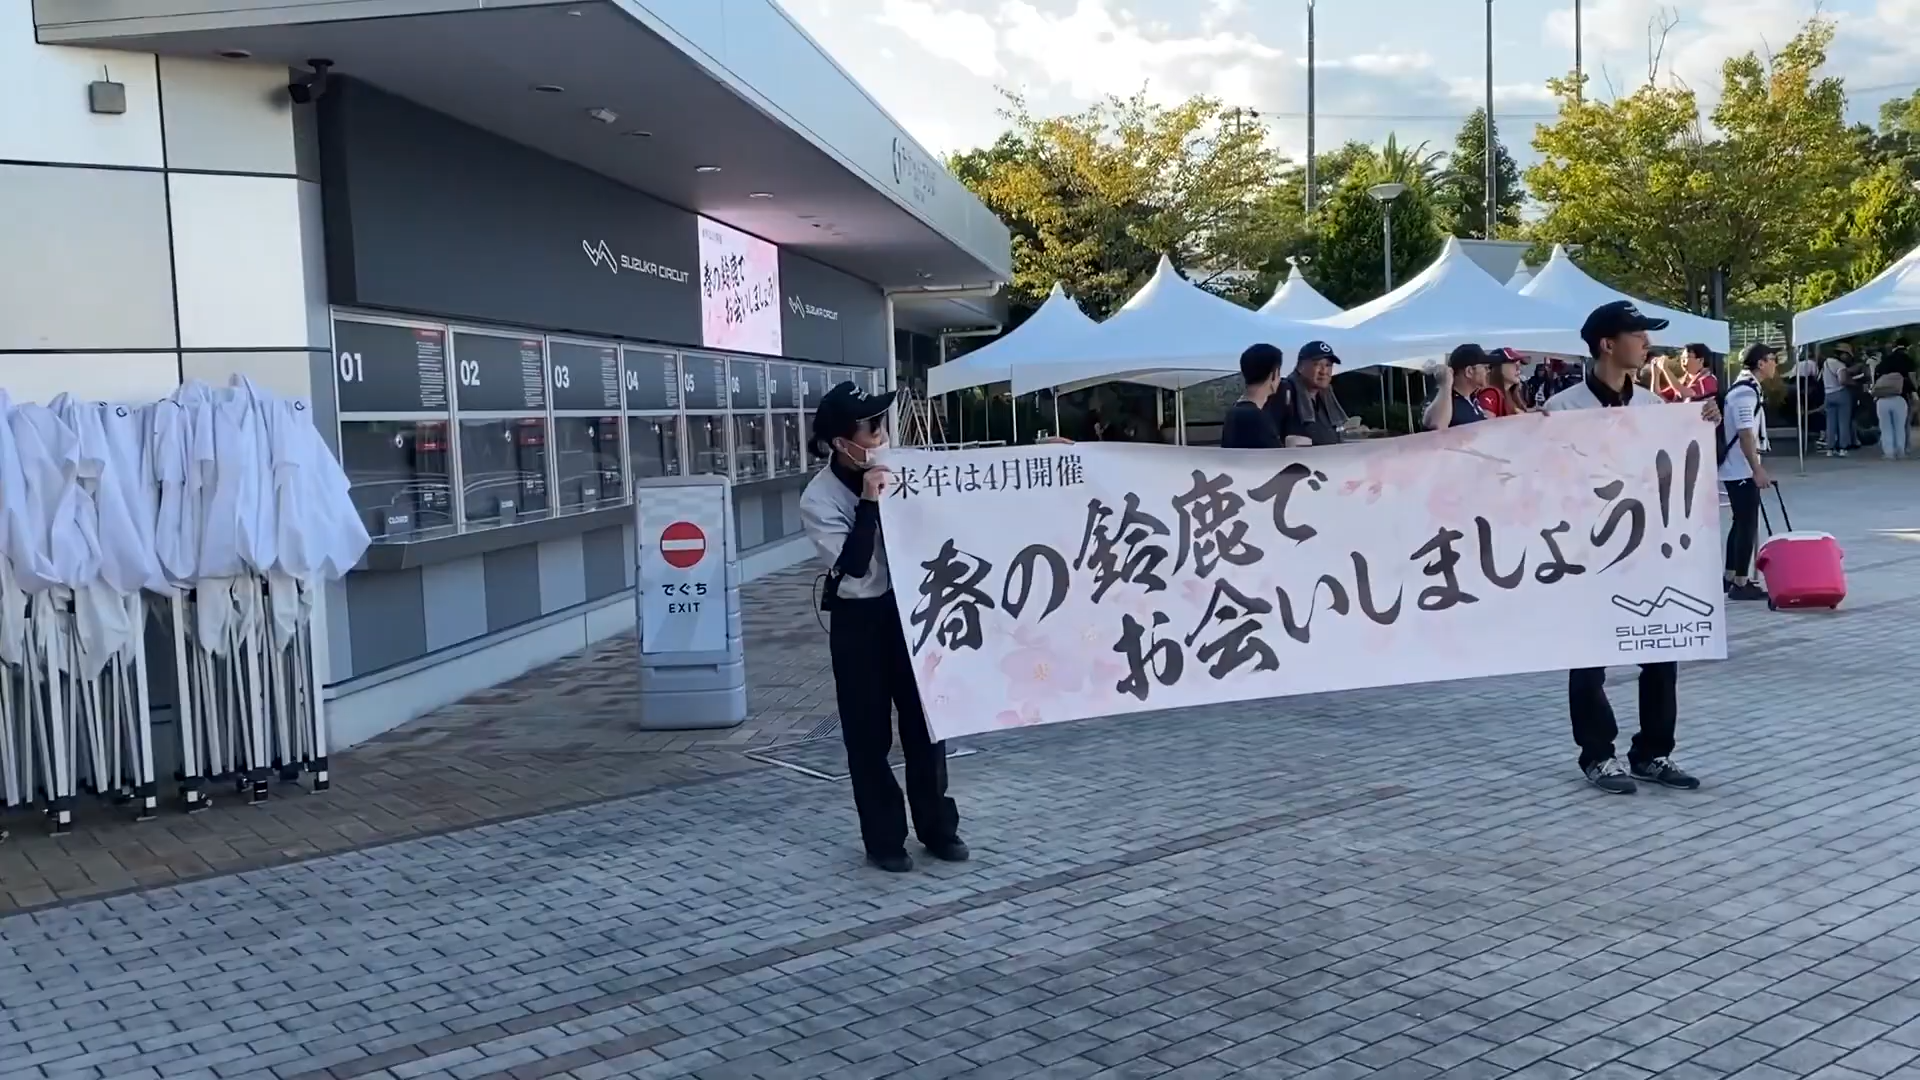 SUZUKA CIRCUIT
春の鈴鹿で
お会いしましょう!!
SUZUKA CIRCUIT
01
02
03
04
05
06
07
08
CLOSED
でぐち
EXIT
来年は4月開催
春の鈴鹿で
お会いしましょう!!
SUZUKA
CIRCUIT